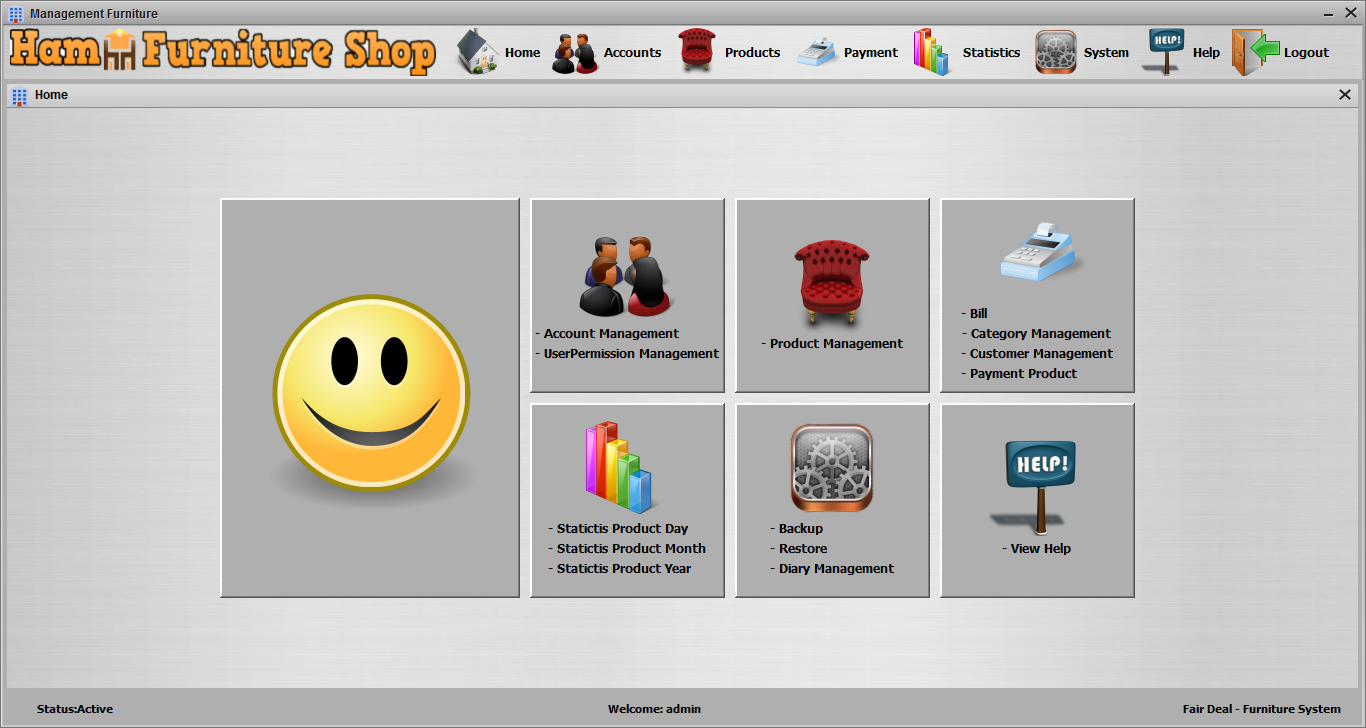 Management Furniture
Ham Furniture Shop
Home
Accounts
Products
Payment
Statistics
System
HELP!
Help
Logout
Home
- Account Management
- UserPermission Management
- Product Management
- Bill
- Category Management
- Customer Management
- Payment Product
- Statictis Product Day
- Statictis Product Month
- Statictis Product Year
- Backup
- Restore
- Diary Management
HELP!
- View Help
Status:Active
Welcome: admin
Fair Deal - Furniture System